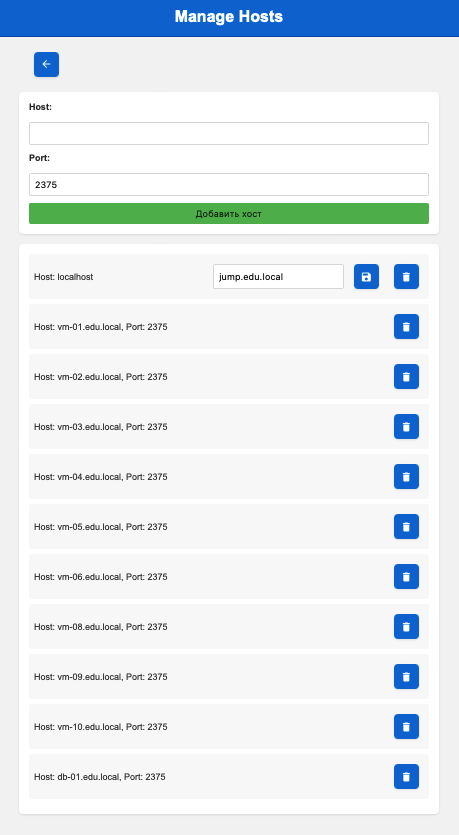 Manage Hosts
Host:
Port:
2375
Добавить хост
Host: localhost
jump.edu.local
Host: vm-01.edu.local, Port: 2375
Host: vm-02.edu.local, Port: 2375
Host: vm-03.edu.local, Port: 2375
Host: vm-04.edu.local, Port: 2375
Host: vm-05.edu.local, Port: 2375
Host: vm-06.edu.local, Port: 2375
Host: vm-08.edu.local, Port: 2375
Host: vm-09.edu.local, Port: 2375
Host: vm-10.edu.local, Port: 2375
Host: db-01.edu.local, Port: 2375